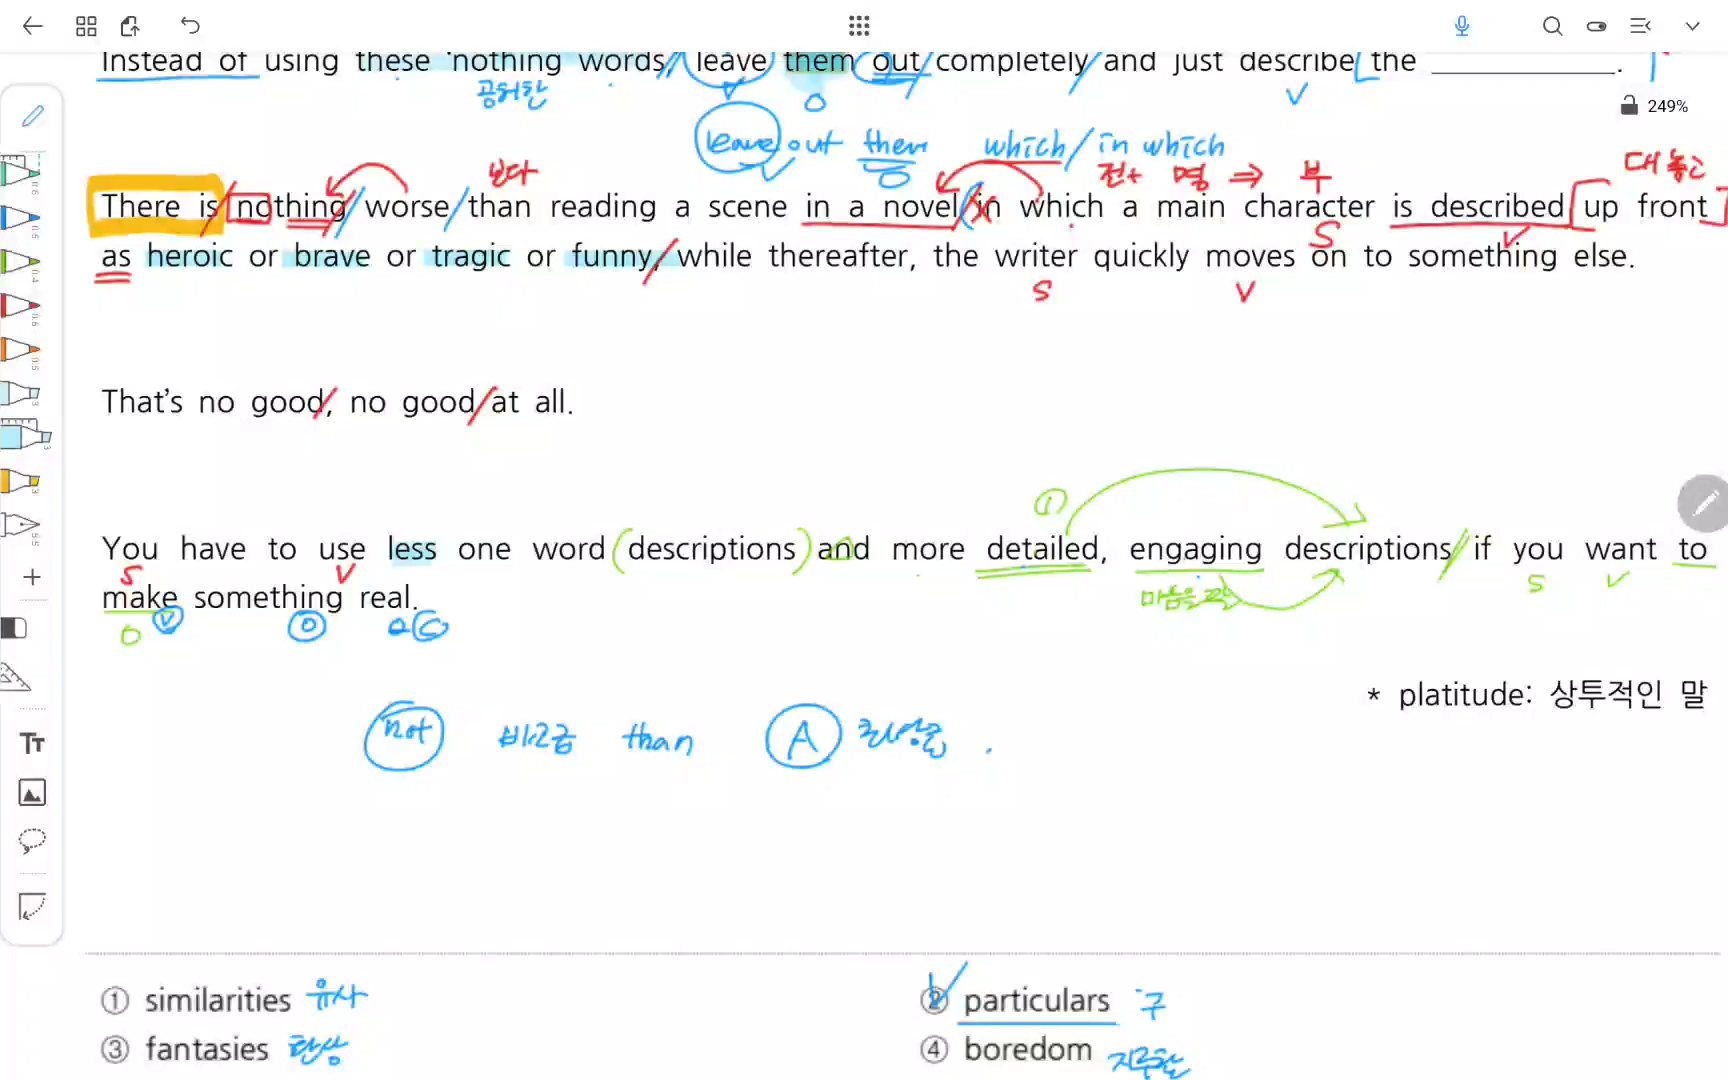 Instead of using these 'nothing words,' leave them out completely and just describe the ____________.
공허한 O V
249%
leave out them which / in which
보다 전+ 명 ⇒ 부 대놓고
There is nothing worse than reading a scene in a novel in which a main character is described up front
S V
as heroic or brave or tragic or funny, while thereafter, the writer quickly moves on to something else.
S V
That's no good, no good at all.
①
You have to use less one word descriptions and more detailed, engaging descriptions if you want to
S V 마음을 끌 S V
make something real.
O V O O C
* platitude: 상투적인 말
not 비교급 than A 최상급.
① similarities 유사
② particulars 구
③ fantasies 환상
④ boredom 지루함